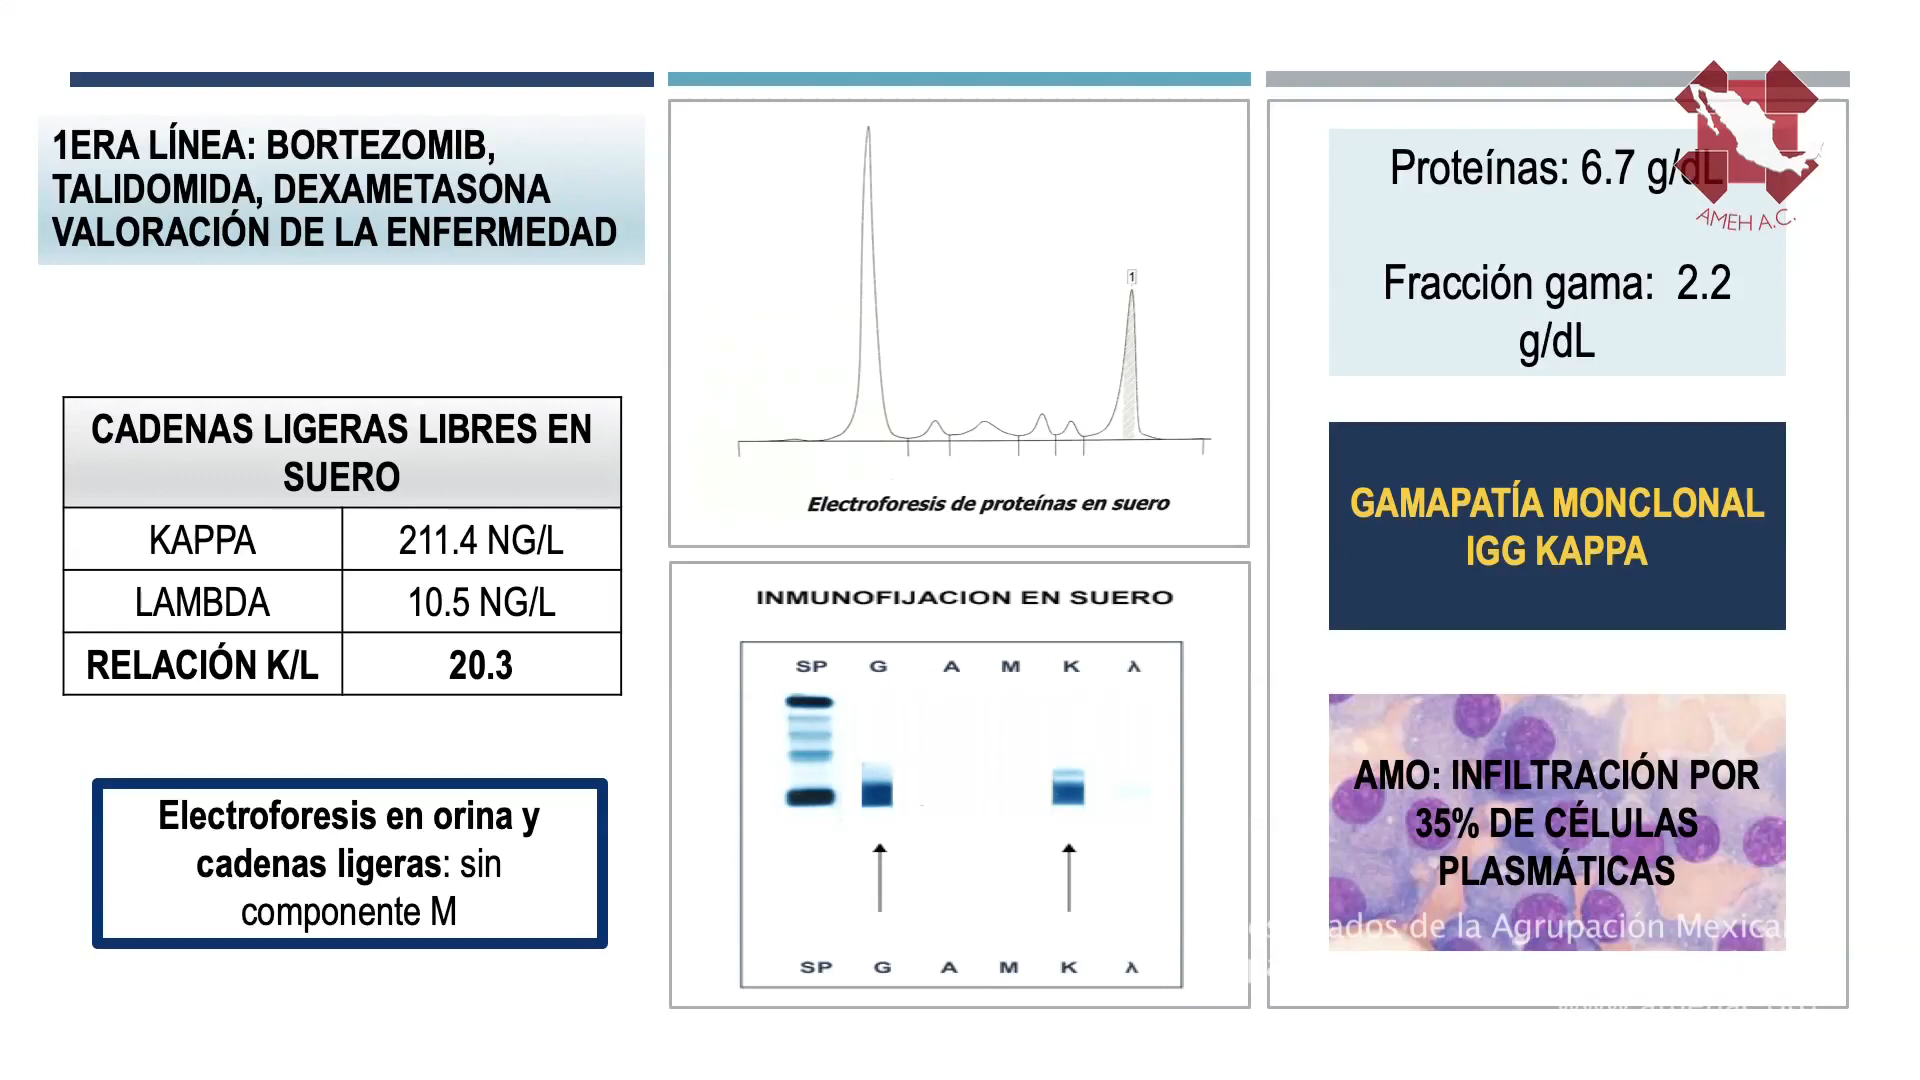 1ERA LÍNEA: BORTEZOMIB,
TALIDOMIDA, DEXAMETASONA
VALORACIÓN DE LA ENFERMEDAD
CADENAS LIGERAS LIBRES EN
SUERO
KAPPA 211.4 NG/L
LAMBDA 10.5 NG/L
RELACIÓN K/L 20.3
Electroforesis en orina y
cadenas ligeras: sin
componente M
1
Electroforesis de proteínas en suero
INMUNOFIJACION EN SUERO
SP G A M K λ
SP G A M K λ
Proteínas: 6.7 g/dL
AMEH A.C.
Fracción gama: 2.2
g/dL
GAMAPATÍA MONCLONAL
IGG KAPPA
AMO: INFILTRACIÓN POR
35% DE CÉLULAS
PLASMÁTICAS
de la Agrupación